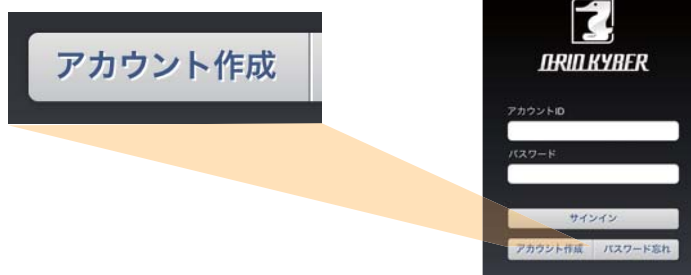 アカウント作成
D-RIDKYBER
アカウントID
パスワード
サインイン
アカウント作成 パスワード忘れ